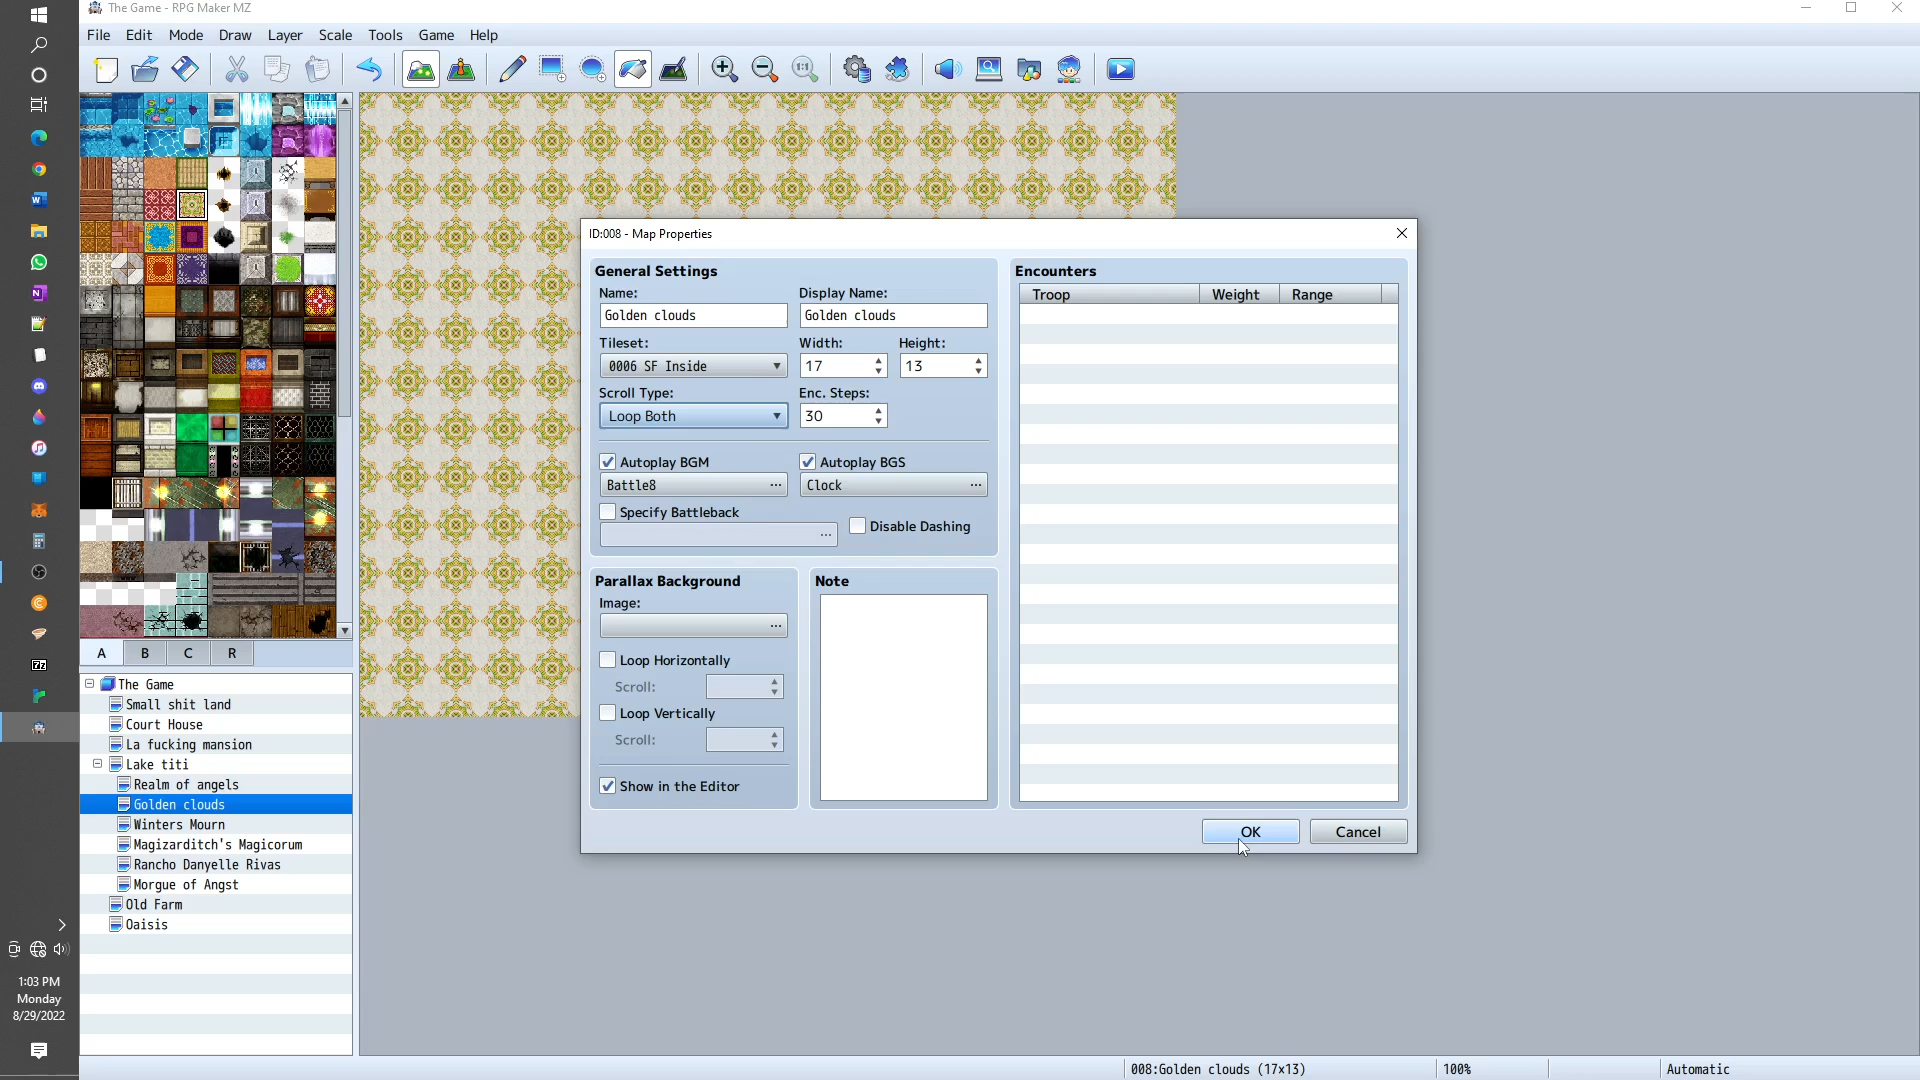 The Game - RPG Maker MZ
File Edit Mode Draw Layer Scale Tools Game Help
1:1
ID:008 - Map Properties
General Settings
Name:
Golden clouds
Display Name:
Golden clouds
Tileset:
0006 SF Inside
Width:
17
Height:
13
Scroll Type:
Loop Both
Enc. Steps:
30
Autoplay BGM
Battle8 ...
Autoplay BGS
Clock ...
Specify Battleback
...
Disable Dashing
Parallax Background
Image:
...
Loop Horizontally
Scroll:
Loop Vertically
Scroll:
Show in the Editor
Note
Encounters
Troop Weight Range
OK Cancel
A B C R
The Game
Small shit land
Court House
La fucking mansion
Lake titi
Realm of angels
Golden clouds
Winters Mourn
Magizarditch's Magicorum
Rancho Danyelle Rivas
Morgue of Angst
Old Farm
Oaisis
1:03 PM
Monday
8/29/2022
008:Golden clouds (17x13)
100%
Automatic